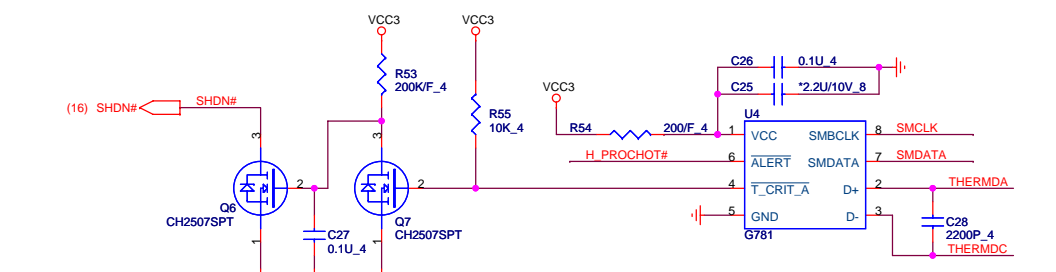 VCC3
VCC3
C26 0.1U_4
R53
200K/F_4
VCC3
C25 *2.2U/10V_8
(16) SHDN# SHDN#
R55
10K_4
U4
R54 200/F_4
1 VCC SMBCLK 8 SMCLK
3
3
H_PROCHOT# 6 ALERT SMDATA 7 SMDATA
2
2
4 T_CRIT_A D+ 2 THERMDA
Q6
CH2507SPT
Q7
CH2507SPT
5 GND D- 3
C27
0.1U_4
G781
C28
2200P_4
1
1
THERMDC